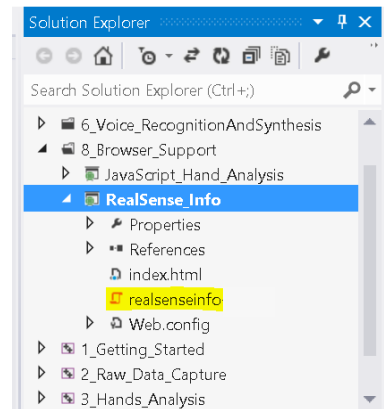 Solution Explorer
Search Solution Explorer (Ctrl+;)
6_Voice_RecognitionAndSynthesis
8_Browser_Support
JavaScript_Hand_Analysis
RealSense_Info
Properties
References
index.html
realsenseinfo
Web.config
1_Getting_Started
2_Raw_Data_Capture
3_Hands_Analysis